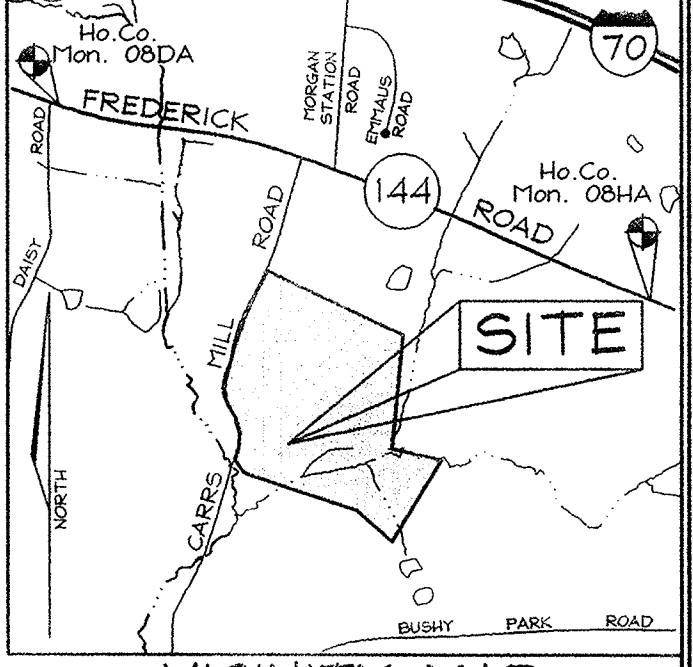 Ho.Co.
Mon. 08DA
70
FREDERICK
MORGAN
STATION
ROAD
EMMAUS
ROAD
144
ROAD
Ho.Co.
Mon. 08HA
ROAD
DAISY
ROAD
MILL
CARRS
SITE
NORTH
BUSHY PARK ROAD